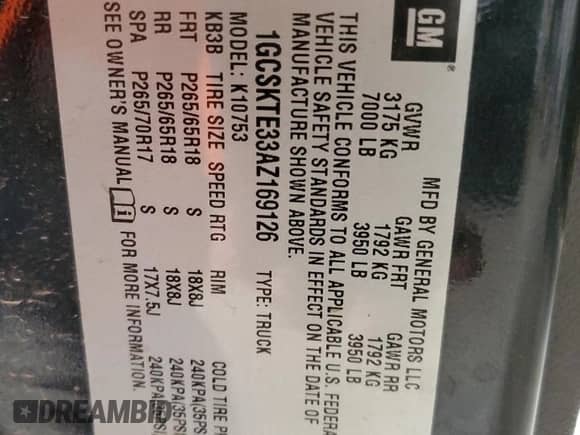 GM ®
MFD BY GENERAL MOTORS LLC
GVWR GAWR FRT GAWR RR
3175 KG 1792 KG 1792 KG
7000 LB 3950 LB 3950 LB
THIS VEHICLE CONFORMS TO ALL APPLICABLE U.S. FEDERA
VEHICLE SAFETY STANDARDS IN EFFECT ON THE DATE OF
MANUFACTURE SHOWN ABOVE.
1GCSKTE33AZ169126 TYPE: TRUCK
MODEL: K10753
KB3B TIRE SIZE SPEED RTG RIM COLD TIRE
FRT P265/65R18 S 18X8J 240KPA(35PS
RR P265/65R18 S 18X8J 240KPA(35PS
SPA P265/70R17 S 17X7.5J 240KPA
SEE OWNER'S MANUAL FOR MORE INFORMATION.
DREAMBID